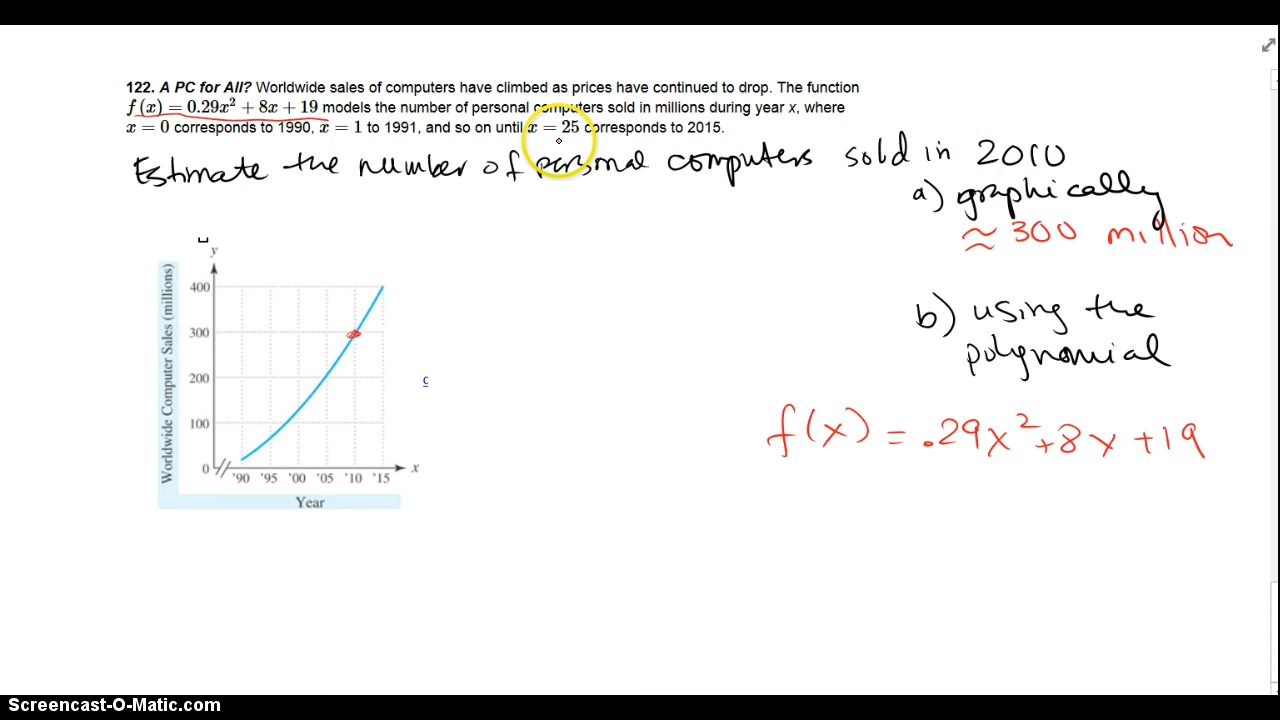 122. A PC for All? Worldwide sales of computers have climbed as prices have continued to drop. The function
f(x) = 0.29x² + 8x + 19 models the number of personal computers sold in millions during year x, where
x = 0 corresponds to 1990, x = 1 to 1991, and so on until x = 25 corresponds to 2015.
Estimate the number of personal computers sold in 2010
a) graphically
≈ 300 million
b) using the
polynomial
f(x) = .29x² + 8x + 19
y
Worldwide Computer Sales (millions)
400
300
200
100
0
x
'90 '95 '00 '05 '10 '15
Year
Screencast-O-Matic.com